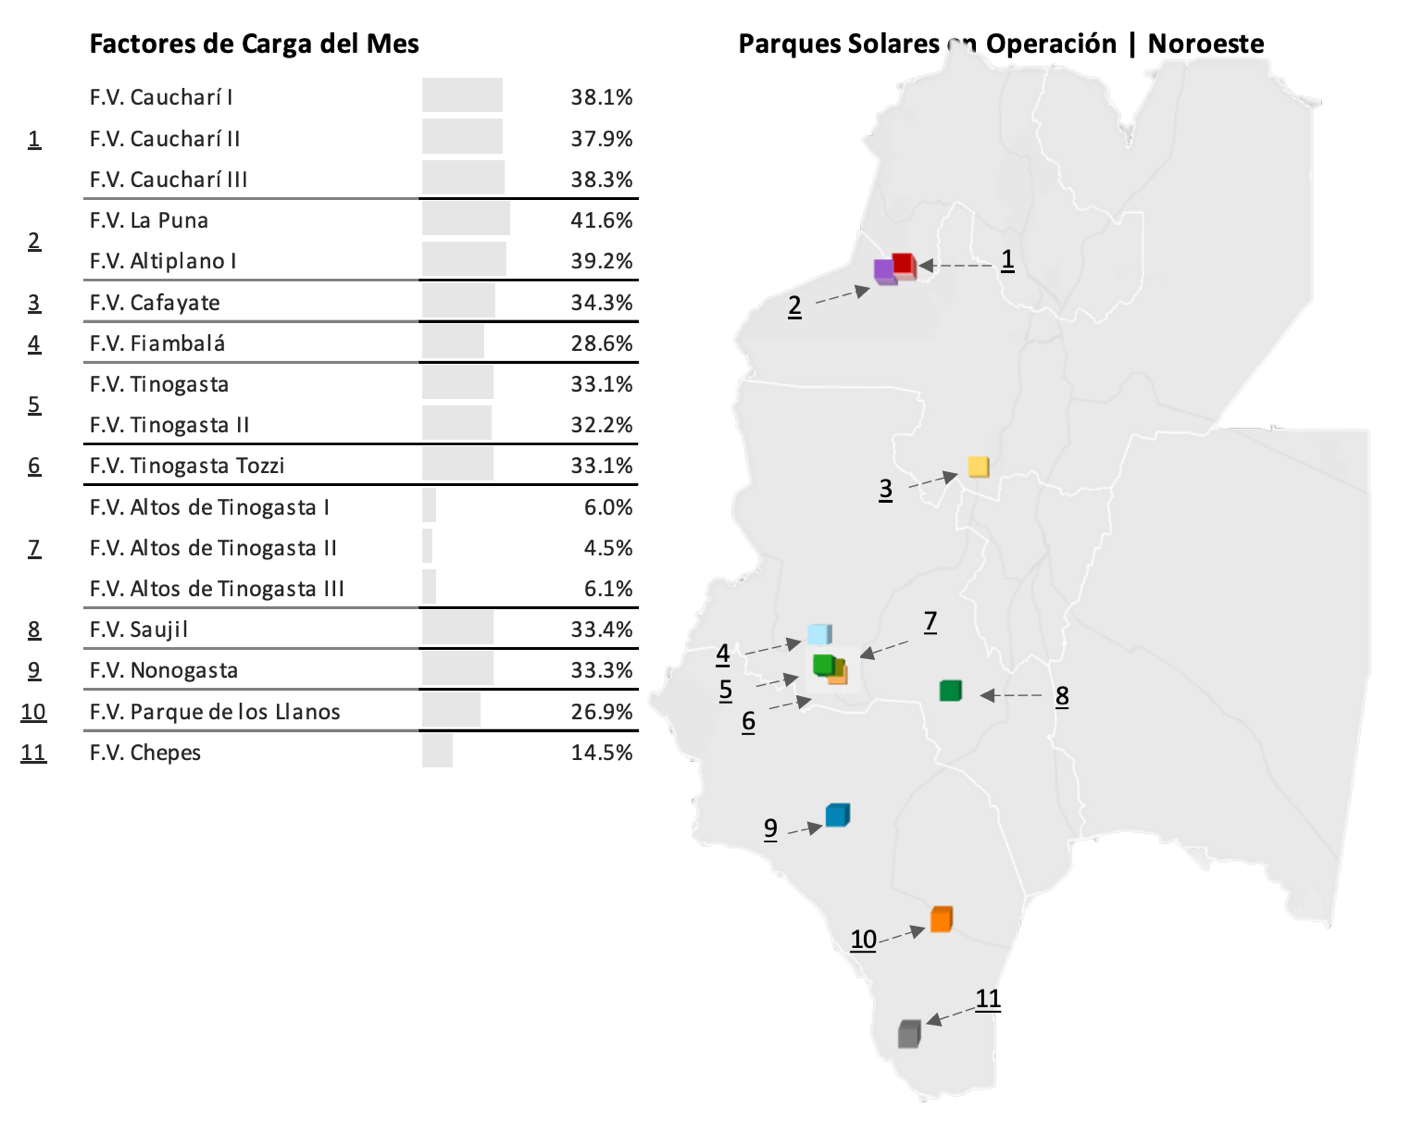 Factores de Carga del Mes
F.V. Caucharí I 38.1%
1 F.V. Caucharí II 37.9%
F.V. Caucharí III 38.3%
F.V. La Puna 41.6%
2
F.V. Altiplano I 39.2%
3 F.V. Cafayate 34.3%
4 F.V. Fiambalá 28.6%
F.V. Tinogasta 33.1%
5
F.V. Tinogasta II 32.2%
6 F.V. Tinogasta Tozzi 33.1%
F.V. Altos de Tinogasta I 6.0%
7 F.V. Altos de Tinogasta II 4.5%
F.V. Altos de Tinogasta III 6.1%
8 F.V. Saujil 33.4%
9 F.V. Nonogasta 33.3%
10 F.V. Parque de los Llanos 26.9%
11 F.V. Chepes 14.5%
Parques Solares en Operación | Noroeste
1
2
3
7
4
5
8
6
9
10
11